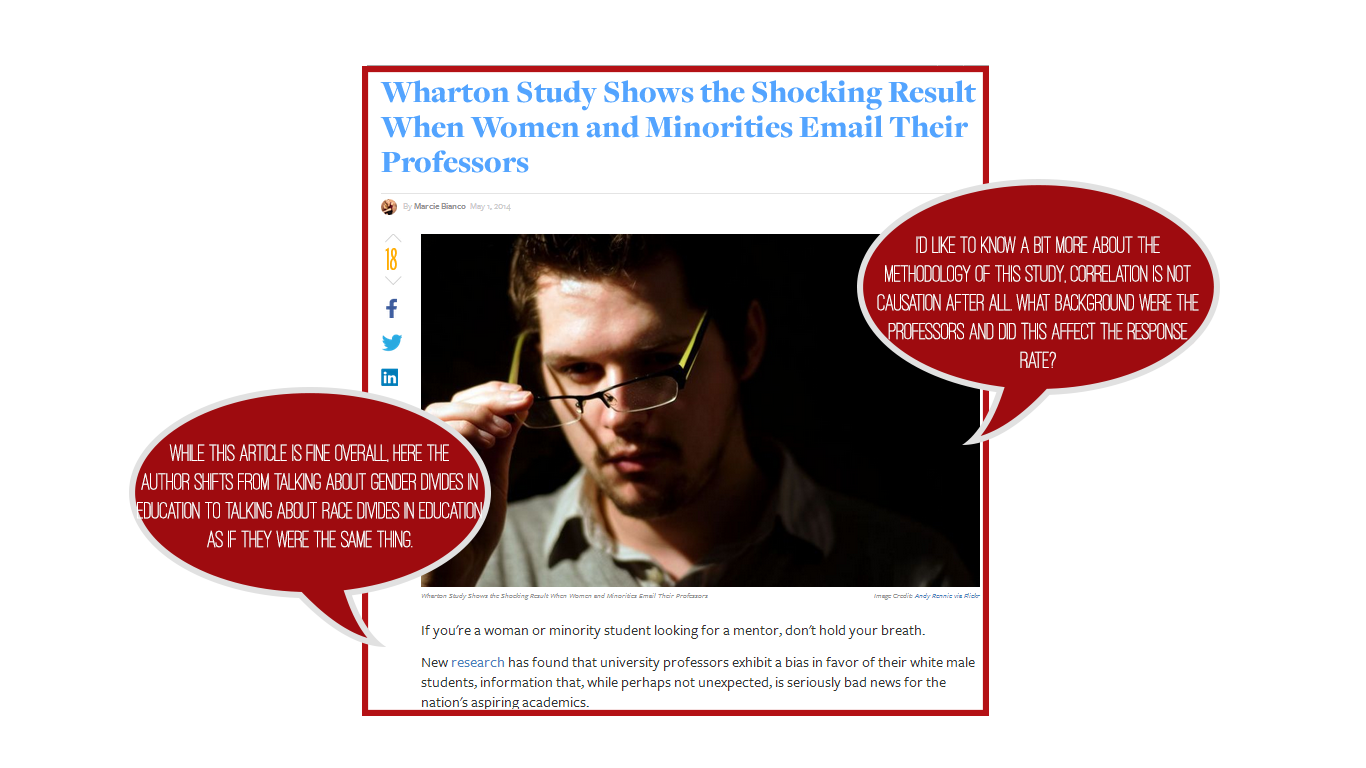 Wharton Study Shows the Shocking Result
When Women and Minorities Email Their
Professors
By Marcie Bianco May 1, 2014
18
I'D LIKE TO KNOW A BIT MORE ABOUT THE
METHODOLOGY OF THIS STUDY, CORRELATION IS NOT
CAUSATION AFTER ALL. WHAT BACKGROUND WERE THE
PROFESSORS AND DID THIS AFFECT THE RESPONSE
RATE?
f
in
WHILE THIS ARTICLE IS FINE OVERALL, HERE THE
AUTHOR SHIFTS FROM TALKING ABOUT GENDER DIVIDES IN
EDUCATION TO TALKING ABOUT RACE DIVIDES IN EDUCATION
AS IF THEY WERE THE SAME THING.
Wharton Study Shows the Shocking Result When Women and Minorities Email Their Professors
Image Credit: Andy Rennie via Flickr
If you're a woman or minority student looking for a mentor, don't hold your breath.
New research has found that university professors exhibit a bias in favor of their white male
students, information that, while perhaps not unexpected, is seriously bad news for the
nation's aspiring academics.